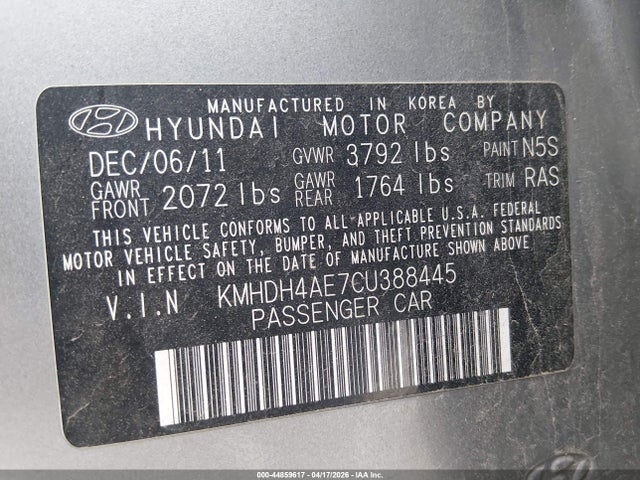 MANUFACTURED IN KOREA BY
HYUNDAI MOTOR COMPANY
DEC/06/11 GVWR 3792 lbs PAINT N5S
GAWR FRONT 2072 lbs GAWR REAR 1764 lbs TRIM RAS
THIS VEHICLE CONFORMS TO ALL-APPLICABLE U.S.A. FEDERAL
MOTOR VEHICLE SAFETY, BUMPER, AND THEFT PREVENTION STANDARDS
IN EFFECT ON THE DATE OF MANUFACTURE SHOWN ABOVE.
V.I.N KMHDH4AE7CU388445
PASSENGER CAR
000-44859617 - 04/17/2026 - IAA Inc.